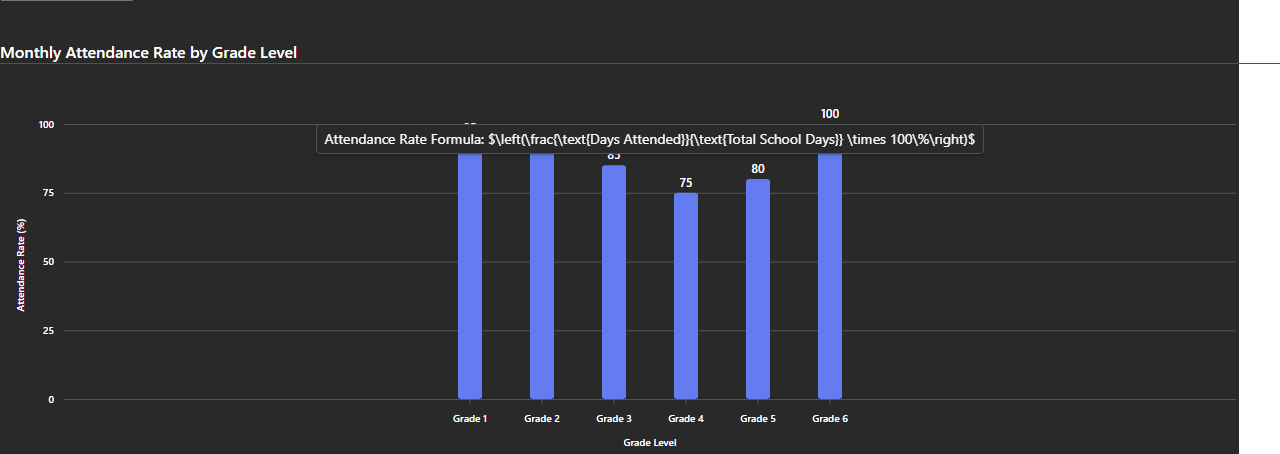 Monthly Attendance Rate by Grade Level
100
100
Attendance Rate Formula: $\left(\frac{\text{Days Attended}}{\text{Total School Days}} \times 100\%\right)$
85
75
80
75
50
25
0
Attendance Rate (%)
Grade 1 Grade 2 Grade 3 Grade 4 Grade 5 Grade 6
Grade Level